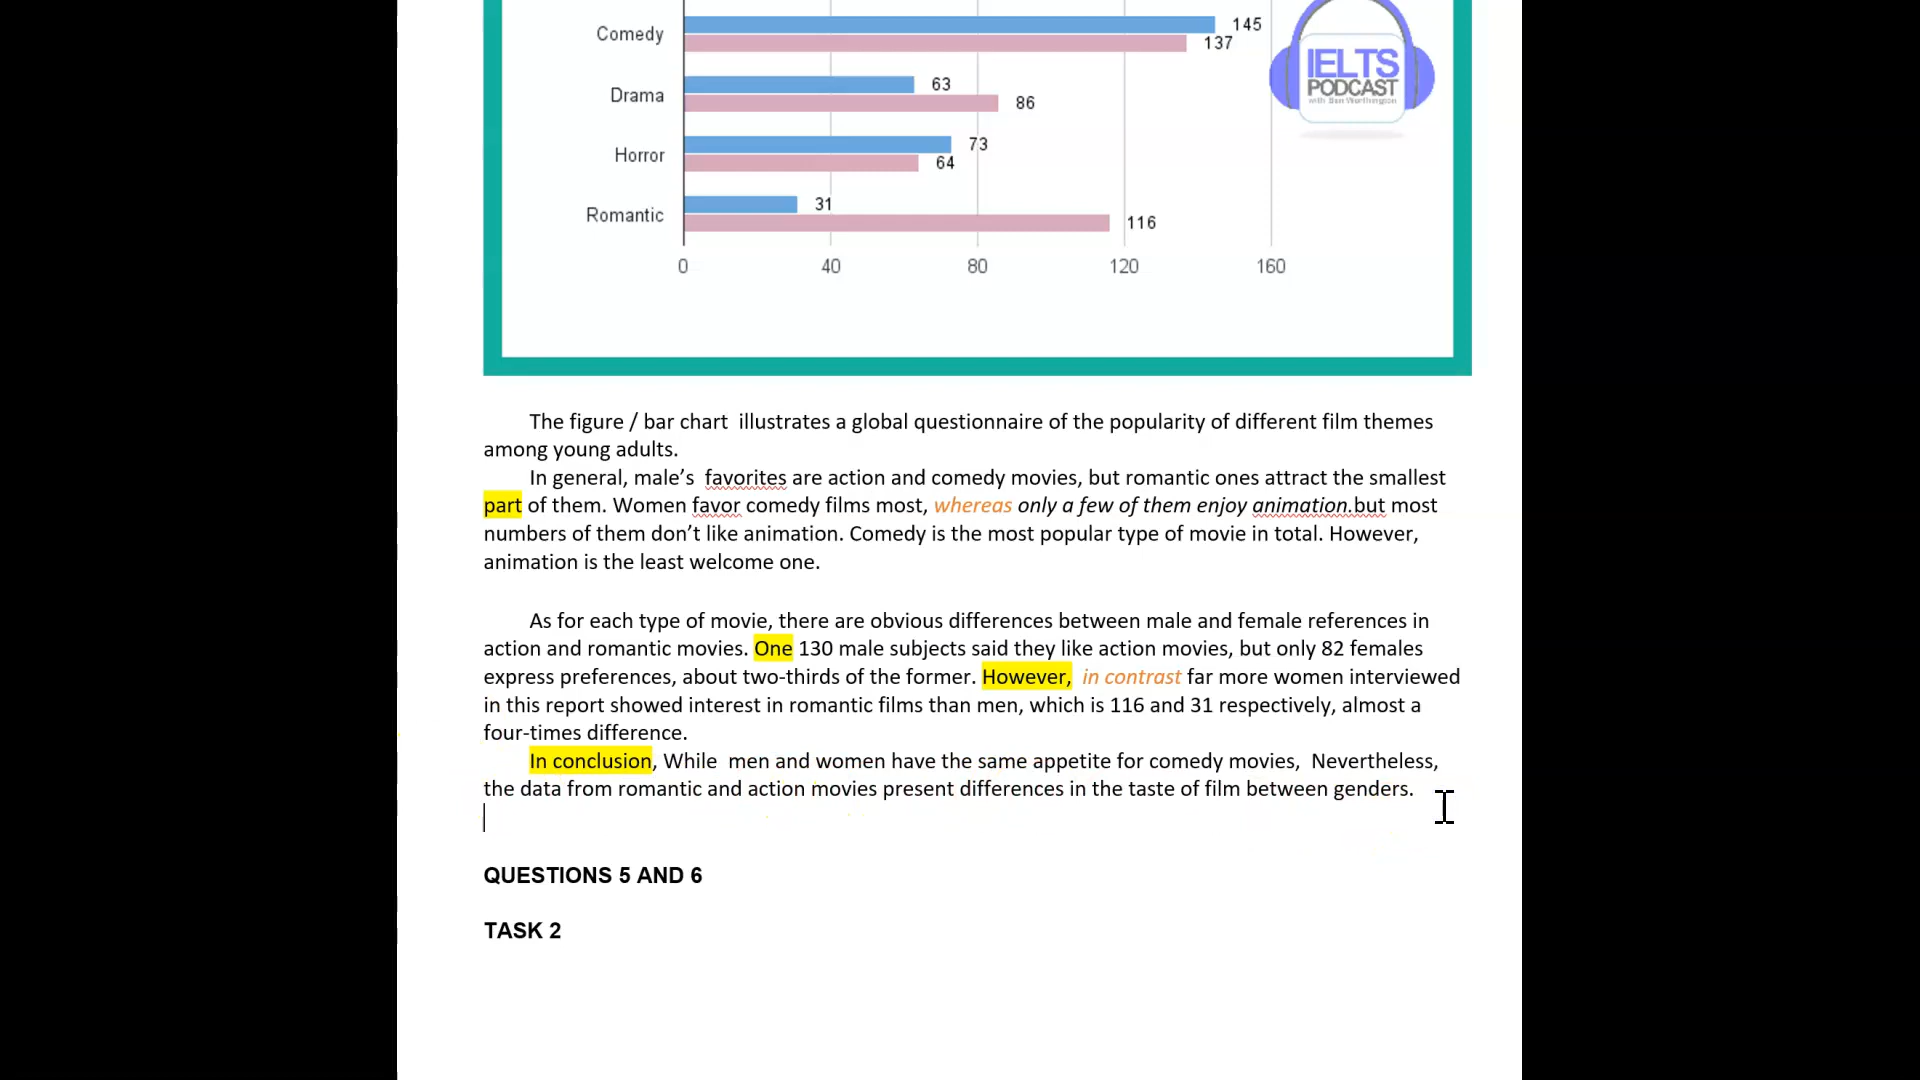 Comedy 145
137
IELTS
PODCAST
with Ben Worthington
Drama 63
86
Horror 73
64
Romantic 31
116
0 40 80 120 160
The figure / bar chart  illustrates a global questionnaire of the popularity of different film themes
among young adults.
In general, male’s  favorites are action and comedy movies, but romantic ones attract the smallest
part of them. Women favor comedy films most, whereas only a few of them enjoy animation.but most
numbers of them don’t like animation. Comedy is the most popular type of movie in total. However,
animation is the least welcome one.
As for each type of movie, there are obvious differences between male and female references in
action and romantic movies. One 130 male subjects said they like action movies, but only 82 females
express preferences, about two-thirds of the former. However,  in contrast far more women interviewed
in this report showed interest in romantic films than men, which is 116 and 31 respectively, almost a
four-times difference.
In conclusion, While  men and women have the same appetite for comedy movies,  Nevertheless,
the data from romantic and action movies present differences in the taste of film between genders.
QUESTIONS 5 AND 6
TASK 2